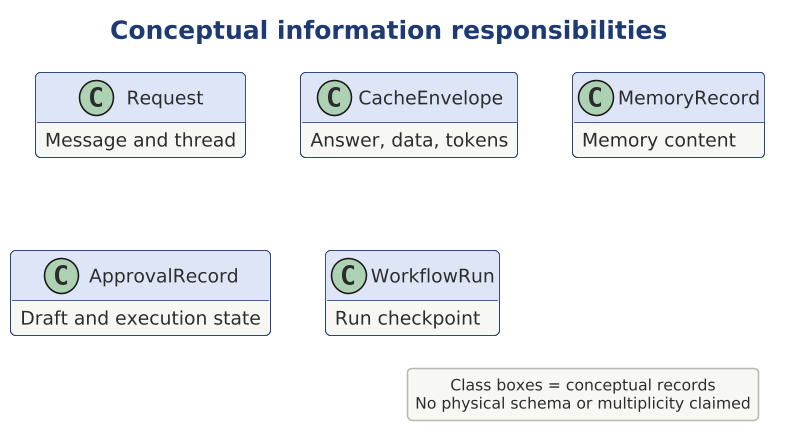 Conceptual information responsibilities
C Request
Message and thread
C CacheEnvelope
Answer, data, tokens
C MemoryRecord
Memory content
C ApprovalRecord
Draft and execution state
C WorkflowRun
Run checkpoint
Class boxes = conceptual records
No physical schema or multiplicity claimed